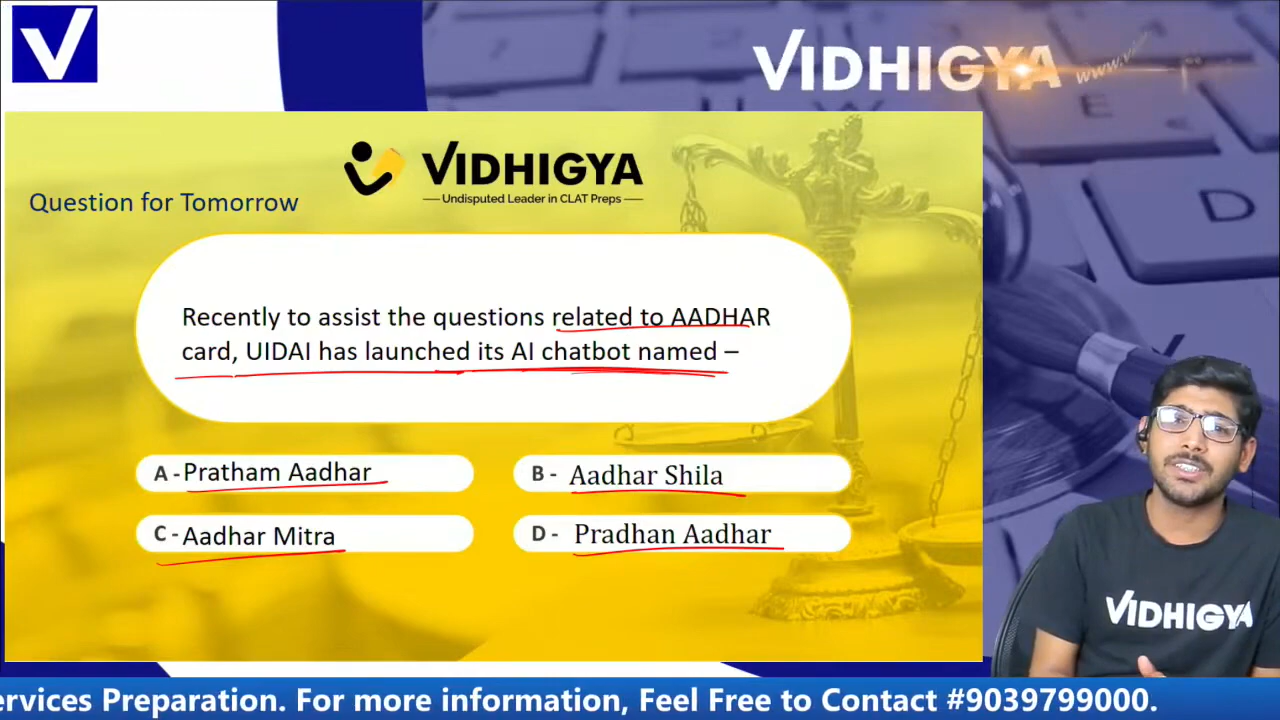 V
VIDHIGYA
www.
VIDHIGYA
Undisputed Leader in CLAT Preps
Question for Tomorrow
Recently to assist the questions related to AADHAR
card, UIDAI has launched its AI chatbot named –
A - Pratham Aadhar
B - Aadhar Shila
C - Aadhar Mitra
D - Pradhan Aadhar
VIDHIGYA
ervices Preparation. For more information, Feel Free to Contact #9039799000.